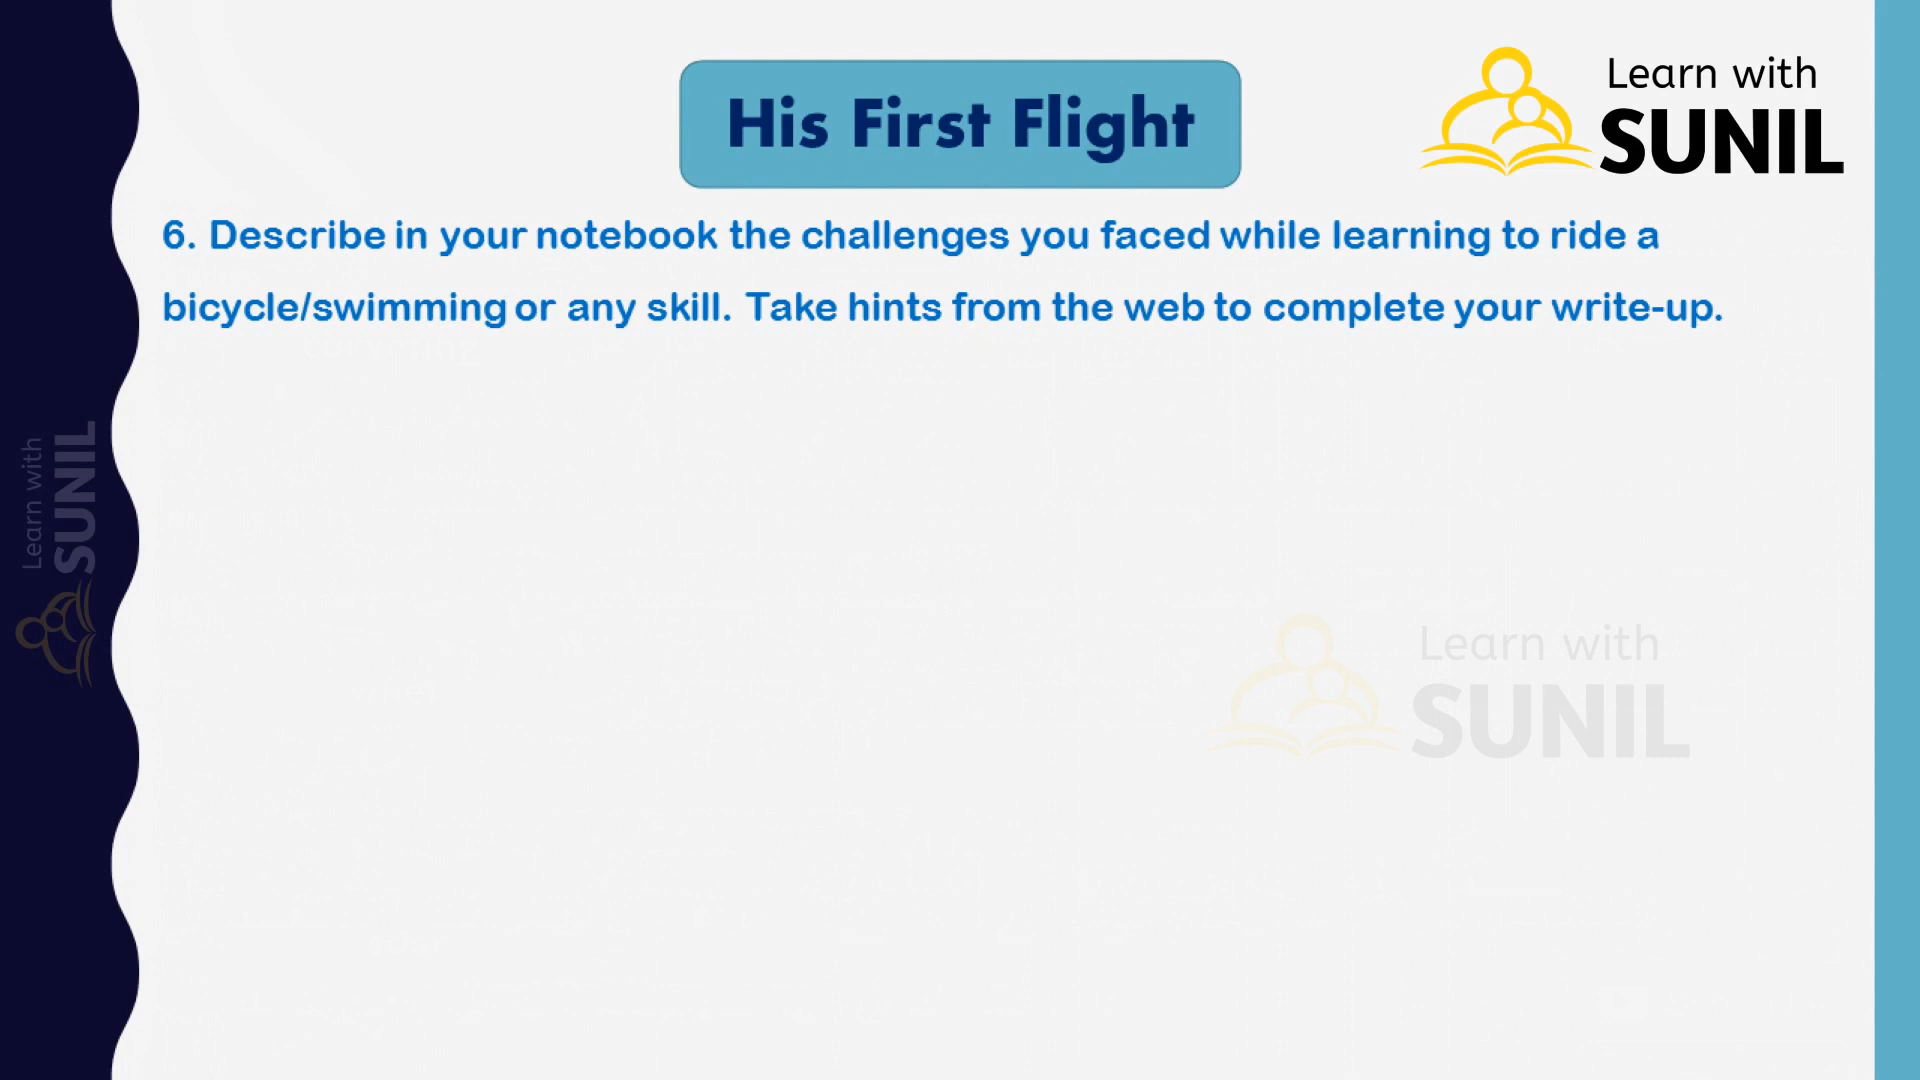 His First Flight
Learn with
SUNIL
6. Describe in your notebook the challenges you faced while learning to ride a
bicycle/swimming or any skill. Take hints from the web to complete your write-up.
Learn with
SUNIL
Learn with
SUNIL